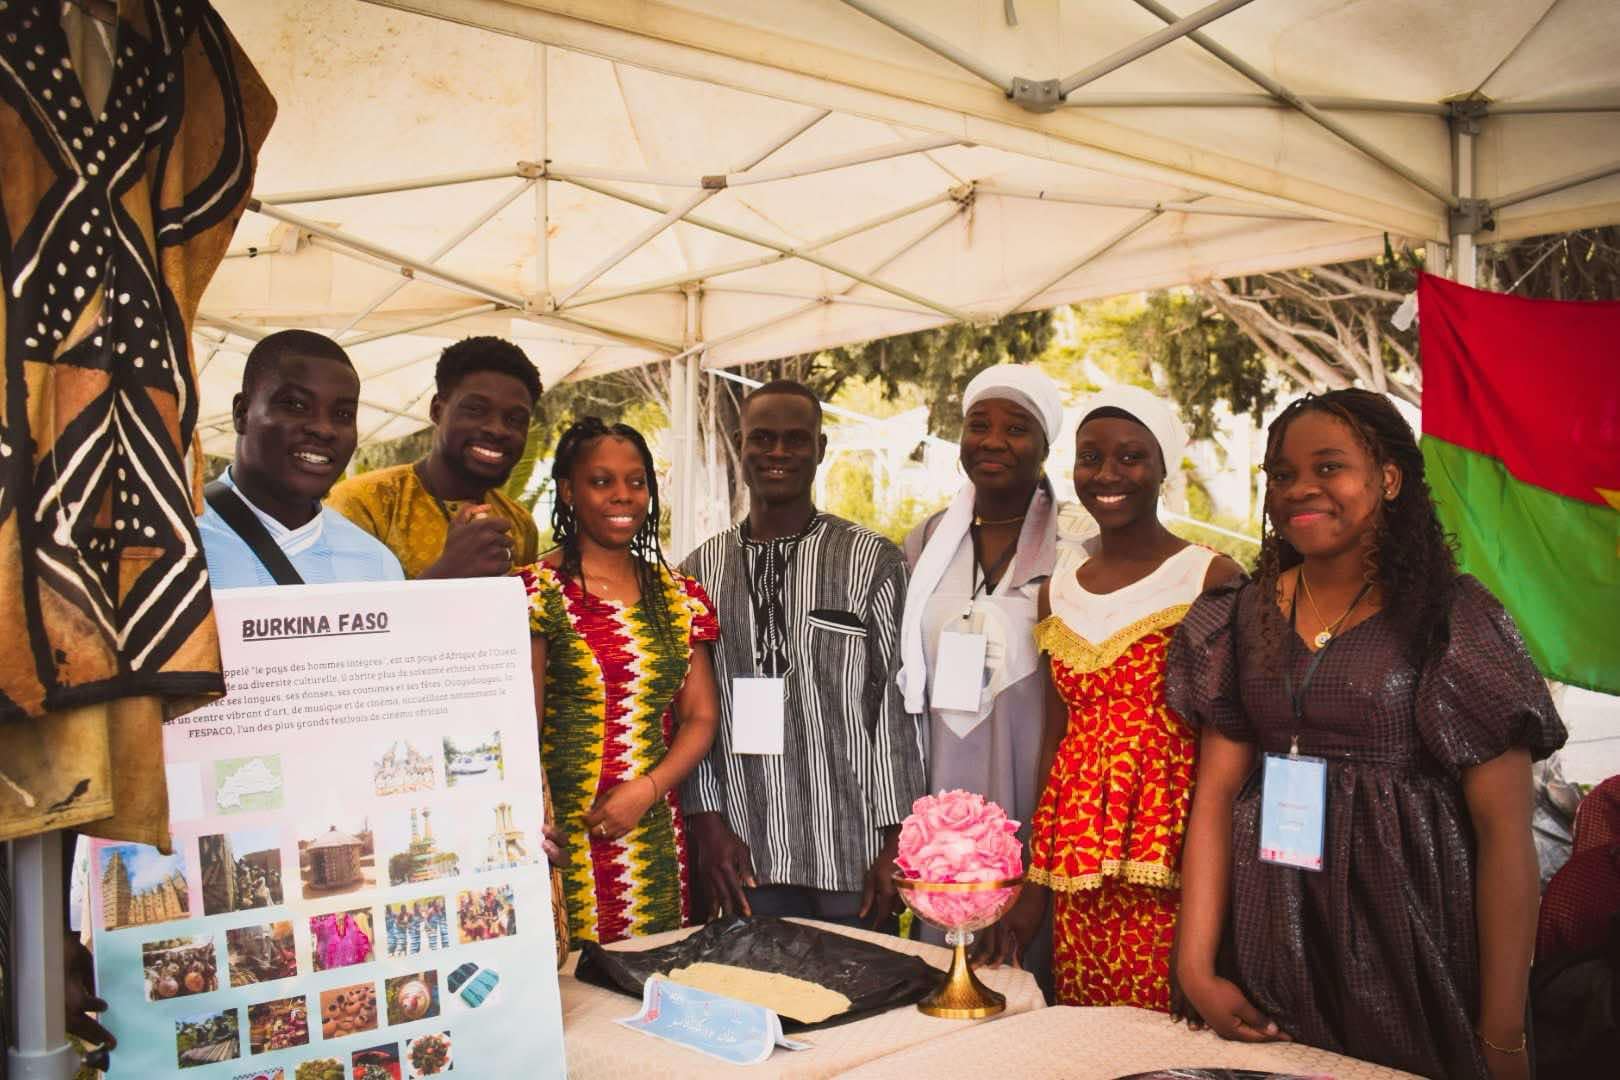 BURKINA FASO
ppelé "le pays des hommes intègres", est un pays d'Afrique de l'Ouest
de sa diversité culturelle. Il abrite plus de soixante ethnies vivant en
avec ses langues, ses danses, ses coutumes et ses fêtes. Ouagadougou, la
st un centre vibrant d'art, de musique et de cinéma, accueillant notamment le
FESPACO, l'un des plus grands festivals de cinéma africain